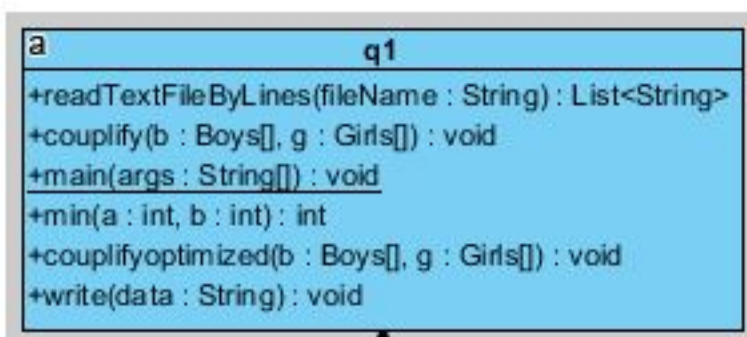 a
q1
+readTextFileByLines(fileName : String) : List<String>
+couplify(b : Boys[], g : Girls[]) : void
+main(args : String[]) : void
+min(a : int, b : int) : int
+couplifyoptimized(b : Boys[], g : Girls[]) : void
+write(data : String) : void